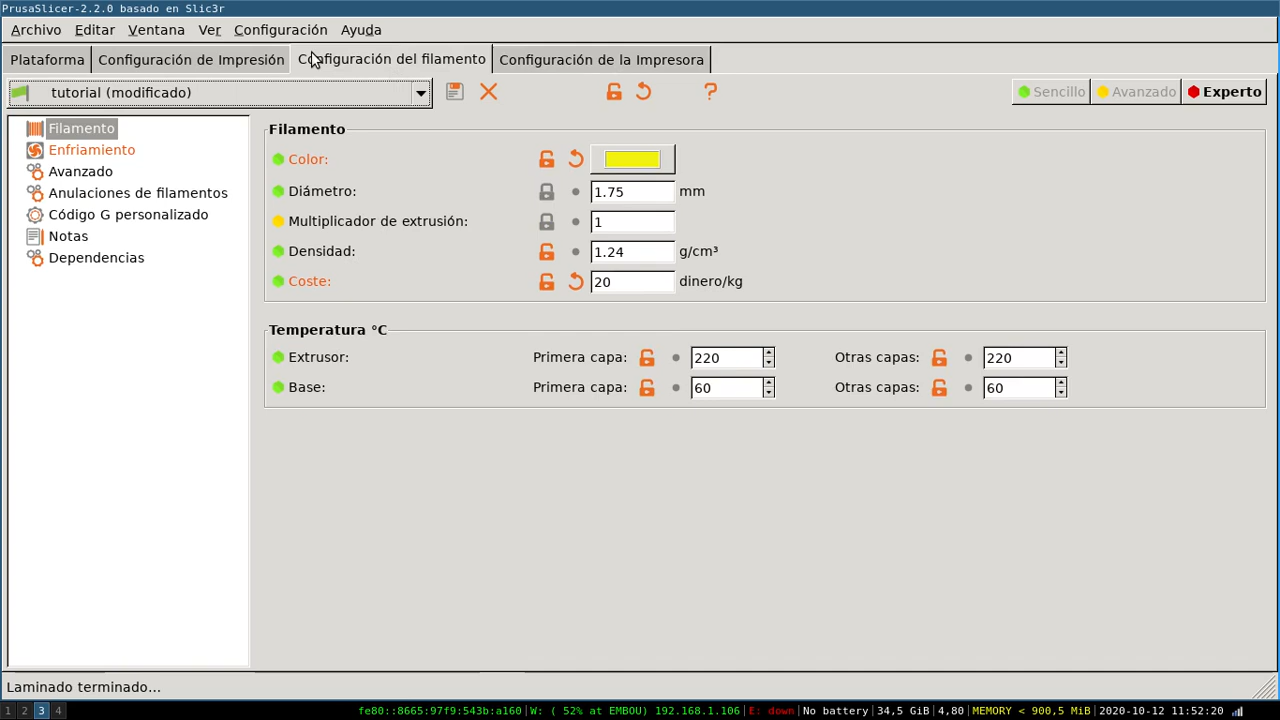 PrusaSlicer-2.2.0 basado en Slic3r
Archivo Editar Ventana Ver Configuración Ayuda
Plataforma Configuración de Impresión Configuración del filamento Configuración de la Impresora
tutorial (modificado) ? Sencillo Avanzado Experto
Filamento
Enfriamiento
Avanzado
Anulaciones de filamentos
Código G personalizado
Notas
Dependencias
Filamento
Color:
Diámetro: 1.75 mm
Multiplicador de extrusión: 1
Densidad: 1.24 g/cm³
Coste: 20 dinero/kg
Temperatura °C
Extrusor: Primera capa: 220 Otras capas: 220
Base: Primera capa: 60 Otras capas: 60
Laminado terminado...
1 2 3 4 fe80::8665:97f9:543b:a160|W: ( 52% at EMBOU) 192.168.1.106|E: down|No battery|34,5 GiB|4,80|MEMORY < 900,5 MiB|2020-10-12 11:52:20